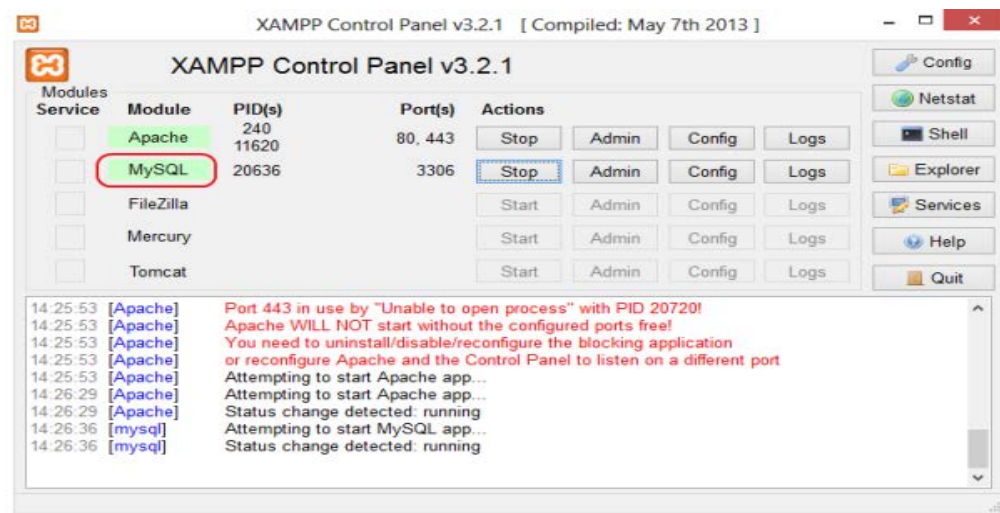 XAMPP Control Panel v3.2.1 [ Compiled: May 7th 2013 ]
XAMPP Control Panel v3.2.1
Config
Modules
Service Module PID(s) Port(s) Actions
Netstat
Apache 240 11620 80, 443 Stop Admin Config Logs
Shell
MySQL 20636 3306 Stop Admin Config Logs
Explorer
FileZilla Start Admin Config Logs
Services
Mercury Start Admin Config Logs
Help
Tomcat Start Admin Config Logs
Quit
14:25:53 [Apache] Port 443 in use by "Unable to open process" with PID 20720!
14:25:53 [Apache] Apache WILL NOT start without the configured ports free!
14:25:53 [Apache] You need to uninstall/disable/reconfigure the blocking application
14:25:53 [Apache] or reconfigure Apache and the Control Panel to listen on a different port
14:25:53 [Apache] Attempting to start Apache app...
14:26:29 [Apache] Attempting to start Apache app...
14:26:29 [Apache] Status change detected: running
14:26:36 [mysql] Attempting to start MySQL app...
14:26:36 [mysql] Status change detected: running